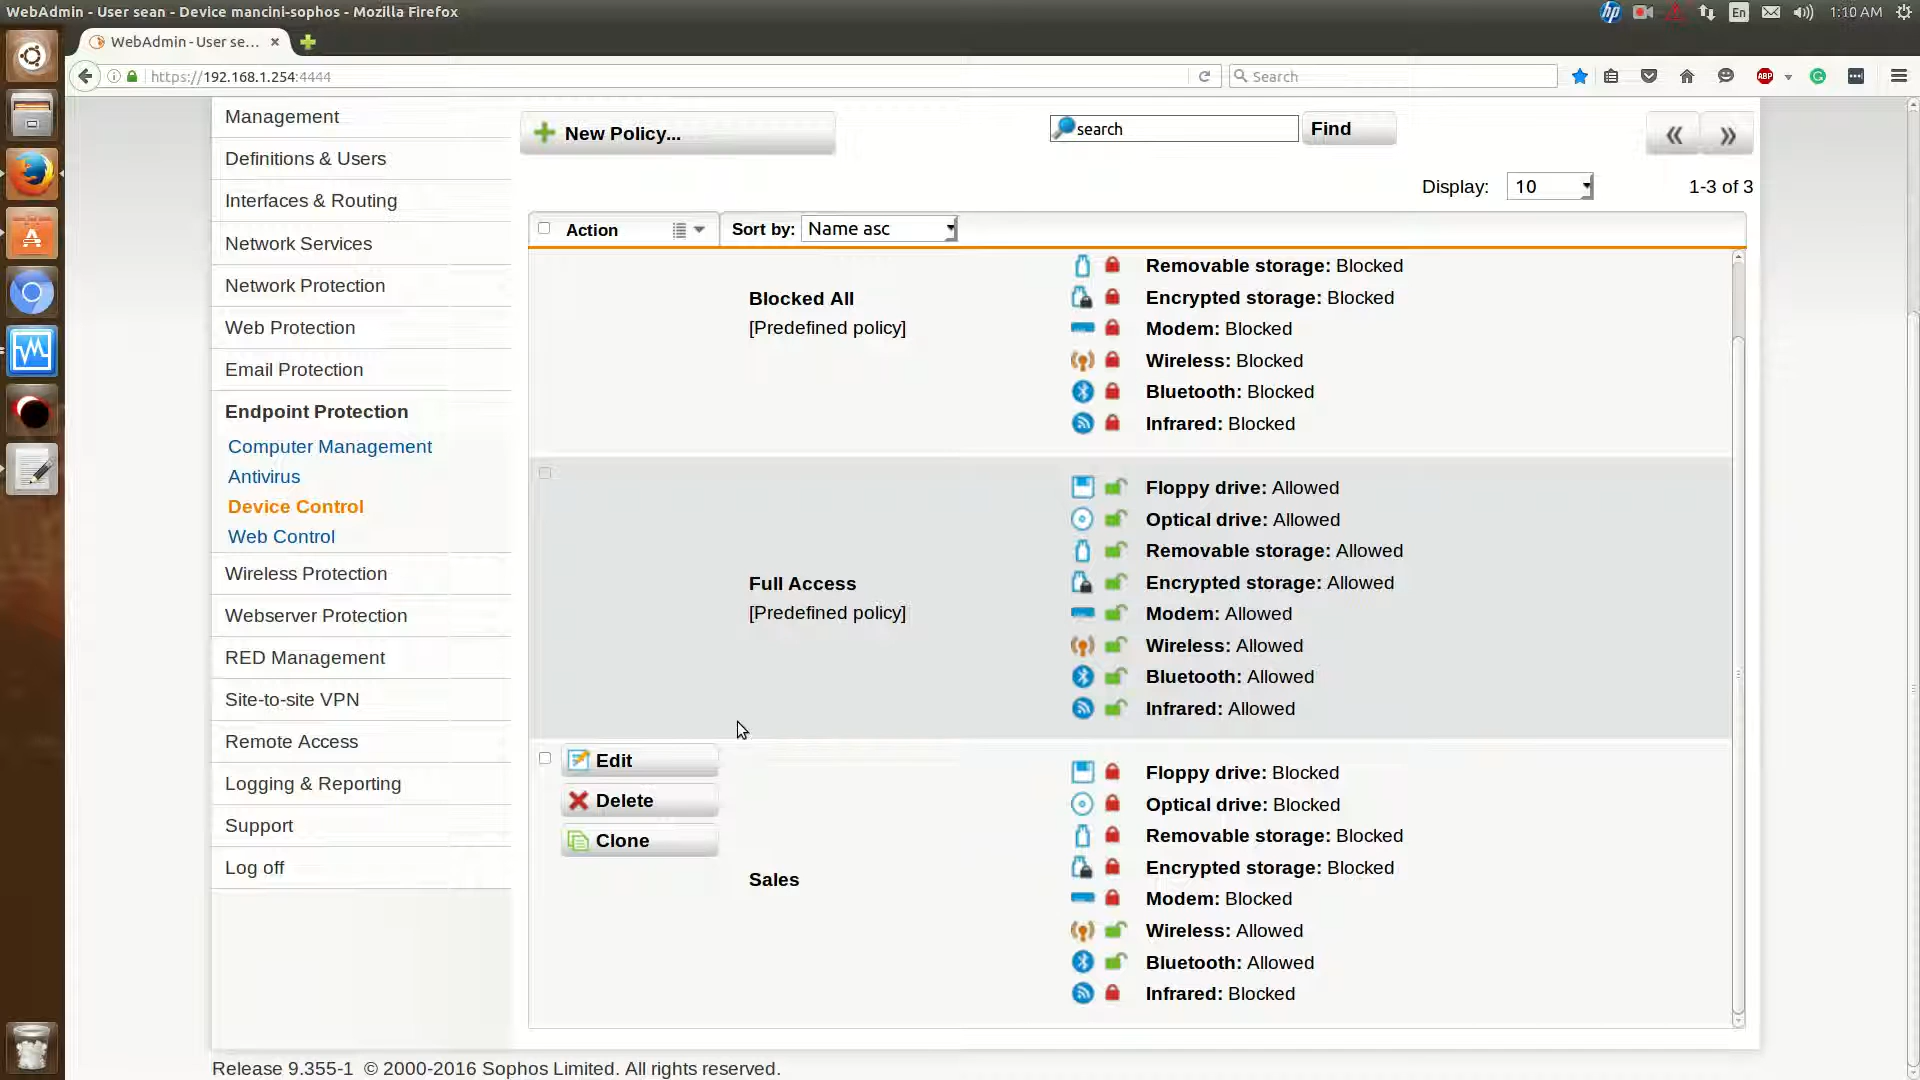 WebAdmin - User sean - Device mancini-sophos - Mozilla Firefox
hp
En
1:10 AM
WebAdmin - User se...
https://192.168.1.254:4444
Search
ABP
Management
Definitions & Users
Interfaces & Routing
Network Services
Network Protection
Web Protection
Email Protection
Endpoint Protection
Computer Management
Antivirus
Device Control
Web Control
Wireless Protection
Webserver Protection
RED Management
Site-to-site VPN
Remote Access
Logging & Reporting
Support
Log off
New Policy...
search
Find
Display: 10
1-3 of 3
Action
Sort by: Name asc
Blocked All
[Predefined policy]
Removable storage: Blocked
Encrypted storage: Blocked
Modem: Blocked
Wireless: Blocked
Bluetooth: Blocked
Infrared: Blocked
Full Access
[Predefined policy]
Floppy drive: Allowed
Optical drive: Allowed
Removable storage: Allowed
Encrypted storage: Allowed
Modem: Allowed
Wireless: Allowed
Bluetooth: Allowed
Infrared: Allowed
Edit
Delete
Clone
Sales
Floppy drive: Blocked
Optical drive: Blocked
Removable storage: Blocked
Encrypted storage: Blocked
Modem: Blocked
Wireless: Allowed
Bluetooth: Allowed
Infrared: Blocked
Release 9.355-1 © 2000-2016 Sophos Limited. All rights reserved.